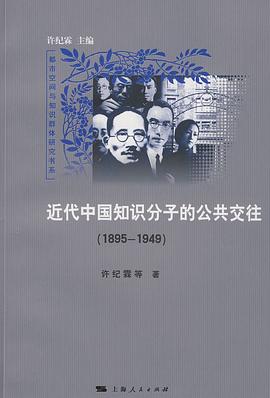 许纪霖 主编
都市空间与知识群体研究书系
近代中国知识分子的公共交往
(1895—1949)
许纪霖等 著
上海人民出版社